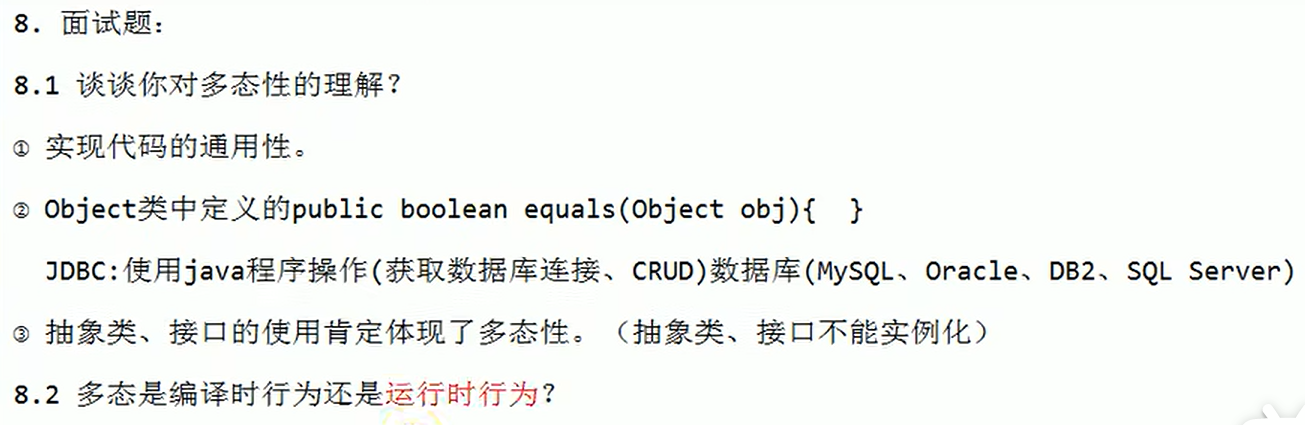 8. 面试题：
8.1 谈谈你对多态性的理解？
① 实现代码的通用性。
② Object类中定义的public boolean equals(Object obj){  }
JDBC:使用java程序操作(获取数据库连接、CRUD)数据库(MySQL、Oracle、DB2、SQL Server)
③ 抽象类、接口的使用肯定体现了多态性。（抽象类、接口不能实例化）
8.2 多态是编译时行为还是运行时行为？